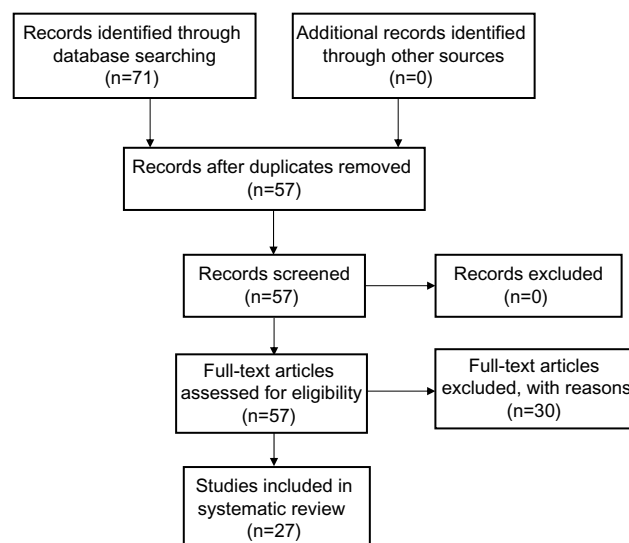 Records identified through
database searching
(n=71)
Additional records identified
through other sources
(n=0)
Records after duplicates removed
(n=57)
Records screened
(n=57)
Records excluded
(n=0)
Full-text articles
assessed for eligibility
(n=57)
Full-text articles
excluded, with reasons
(n=30)
Studies included in
systematic review
(n=27)